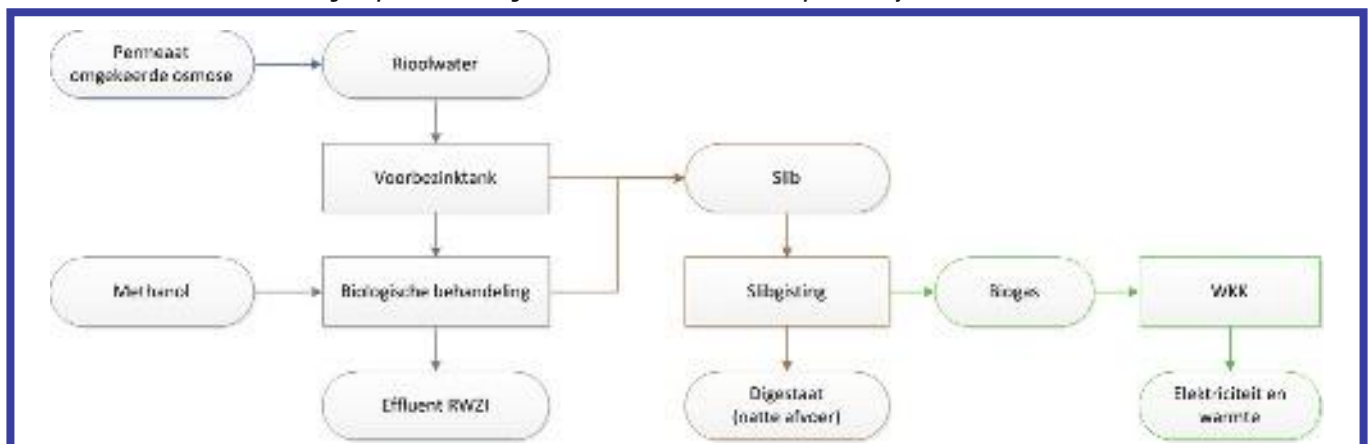 Permeaat
omgekeerde osmose
Rioolwater
Voorbezinktank
Slib
Methanol
Biologische behandeling
Slibgisting
Biogas
WKK
Effluent RWZI
Digestaat
(natte afvoer)
Elektriciteit en
warmte